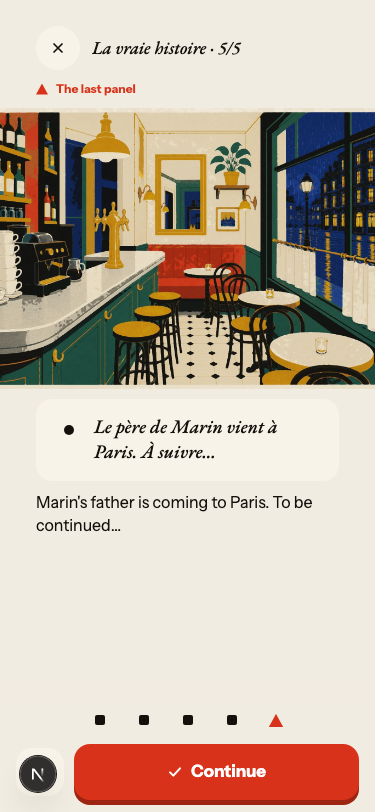 La vraie histoire · 5/5
The last panel
Le père de Marin vient à
Paris. À suivre...
Marin's father is coming to Paris. To be
continued...
N
Continue